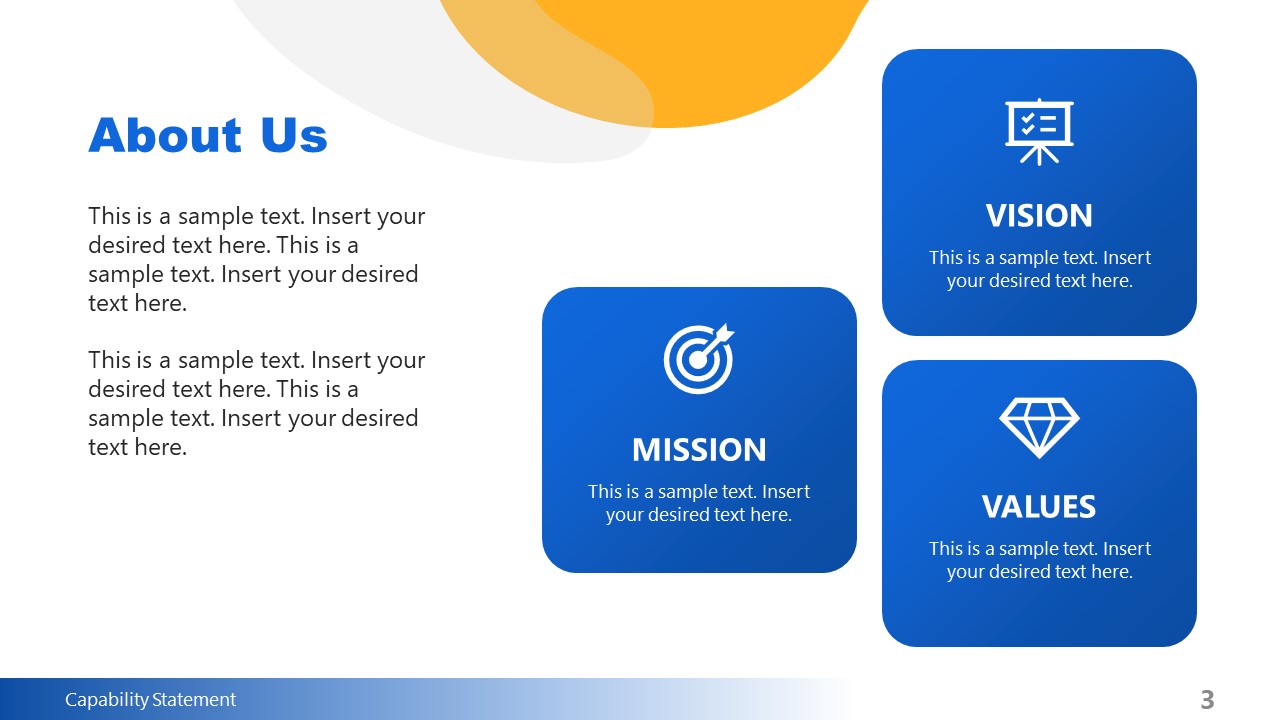 About Us
This is a sample text. Insert your
desired text here. This is a
sample text. Insert your desired
text here.
This is a sample text. Insert your
desired text here. This is a
sample text. Insert your desired
text here.
MISSION
This is a sample text. Insert
your desired text here.
VISION
This is a sample text. Insert
your desired text here.
VALUES
This is a sample text. Insert
your desired text here.
Capability Statement
3